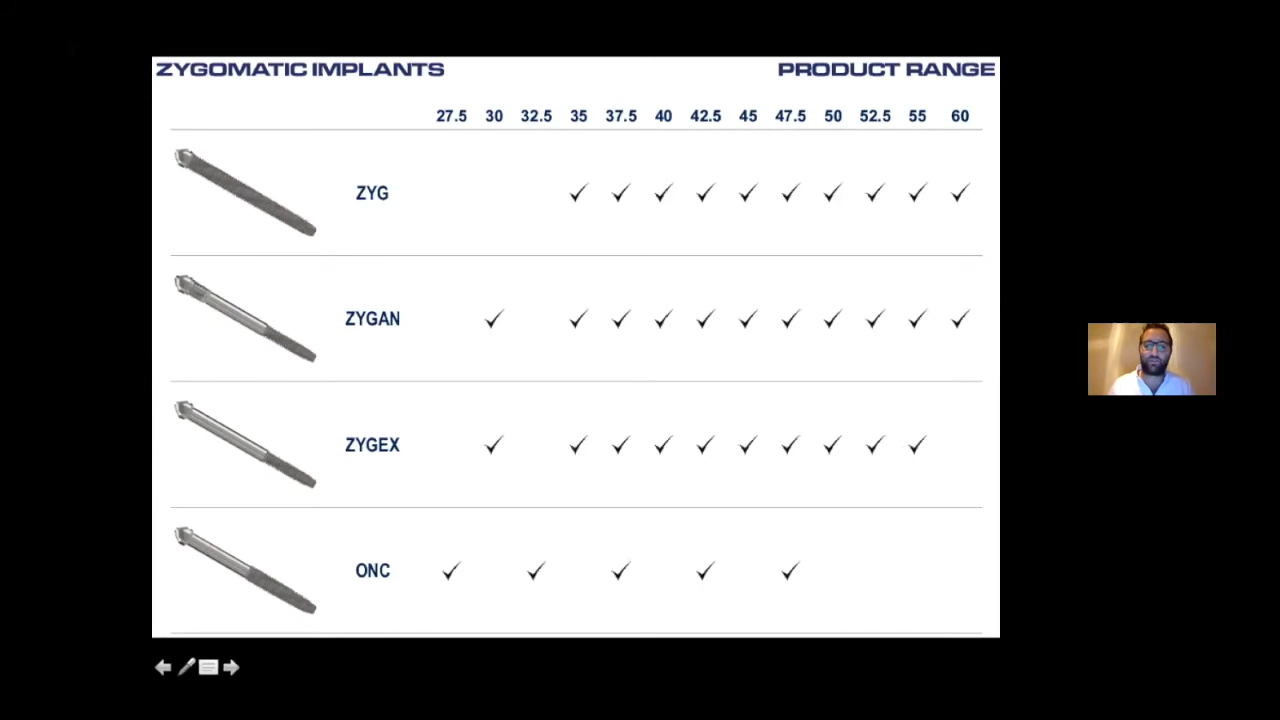 ZYGOMATIC IMPLANTS PRODUCT RANGE
27.5 30 32.5 35 37.5 40 42.5 45 47.5 50 52.5 55 60
ZYG
ZYGAN
ZYGEX
ONC